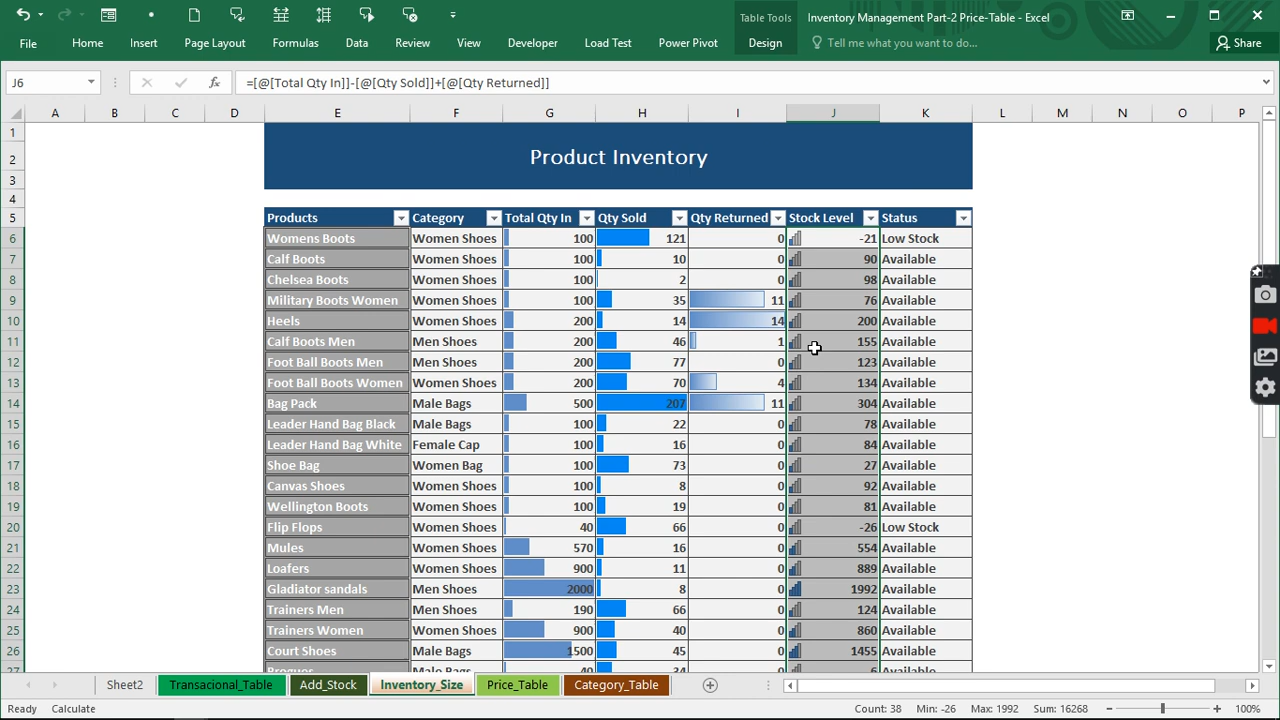 Table Tools
Inventory Management Part-2 Price-Table - Excel
File Home Insert Page Layout Formulas Data Review View Developer Load Test Power Pivot Design Tell me what you want to do... Share
J6 fx =[@[Total Qty In]]-[@[Qty Sold]]+[@[Qty Returned]]
A B C D E F G H I J K L M N O P
1
2 Product Inventory
3
4
5 Products Category Total Qty In Qty Sold Qty Returned Stock Level Status
6 Womens Boots Women Shoes 100 121 0 -21 Low Stock
7 Calf Boots Women Shoes 100 10 0 90 Available
8 Chelsea Boots Women Shoes 100 2 0 98 Available
9 Military Boots Women Women Shoes 100 35 11 76 Available
10 Heels Women Shoes 200 14 14 200 Available
11 Calf Boots Men Men Shoes 200 46 1 155 Available
12 Foot Ball Boots Men Men Shoes 200 77 0 123 Available
13 Foot Ball Boots Women Women Shoes 200 70 4 134 Available
14 Bag Pack Male Bags 500 207 11 304 Available
15 Leader Hand Bag Black Male Bags 100 22 0 78 Available
16 Leader Hand Bag White Female Cap 100 16 0 84 Available
17 Shoe Bag Women Bag 100 73 0 27 Available
18 Canvas Shoes Women Shoes 100 8 0 92 Available
19 Wellington Boots Women Shoes 100 19 0 81 Available
20 Flip Flops Women Shoes 40 66 0 -26 Low Stock
21 Mules Women Shoes 570 16 0 554 Available
22 Loafers Women Shoes 900 11 0 889 Available
23 Gladiator sandals Men Shoes 2000 8 0 1992 Available
24 Trainers Men Men Shoes 190 66 0 124 Available
25 Trainers Women Women Shoes 900 40 0 860 Available
26 Court Shoes Male Bags 1500 45 0 1455 Available
27 Brogues Male Bags 40 34 0 6 Available
Sheet2 Transacional_Table Add_Stock Inventory_Size Price_Table Category_Table
Ready Calculate Count: 38 Min: -26 Max: 1992 Sum: 16268 100%